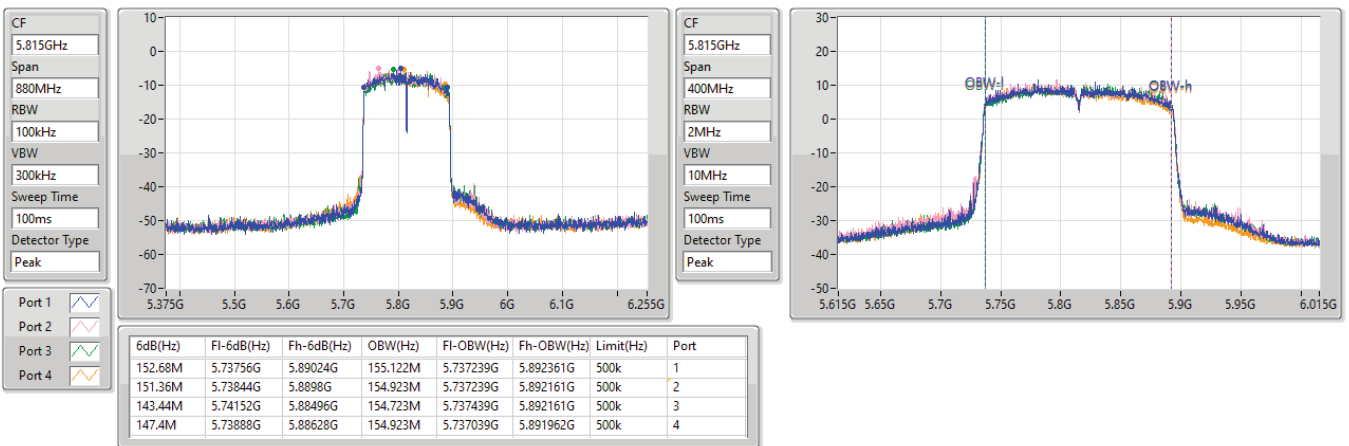 CF
5.815GHz
Span
880MHz
RBW
100kHz
VBW
300kHz
Sweep Time
100ms
Detector Type
Peak
10
0
-10
-20
-30
-40
-50
-60
-70
5.375G 5.5G 5.6G 5.7G 5.8G 5.9G 6G 6.1G 6.255G
CF
5.815GHz
Span
400MHz
RBW
2MHz
VBW
10MHz
Sweep Time
100ms
Detector Type
Peak
30
20
10
0
-10
-20
-30
-40
-50
OBW-l OBW-h
5.615G 5.65G 5.7G 5.75G 5.8G 5.85G 5.9G 5.95G 6.015G
Port 1
Port 2
Port 3
Port 4
6dB(Hz) Fl-6dB(Hz) Fh-6dB(Hz) OBW(Hz) Fl-OBW(Hz) Fh-OBW(Hz) Limit(Hz) Port
152.68M 5.73756G 5.89024G 155.122M 5.737239G 5.892361G 500k 1
151.36M 5.73844G 5.8898G 154.923M 5.737239G 5.892161G 500k 2
143.44M 5.74152G 5.88496G 154.723M 5.737439G 5.892161G 500k 3
147.4M 5.73888G 5.88628G 154.923M 5.737039G 5.891962G 500k 4